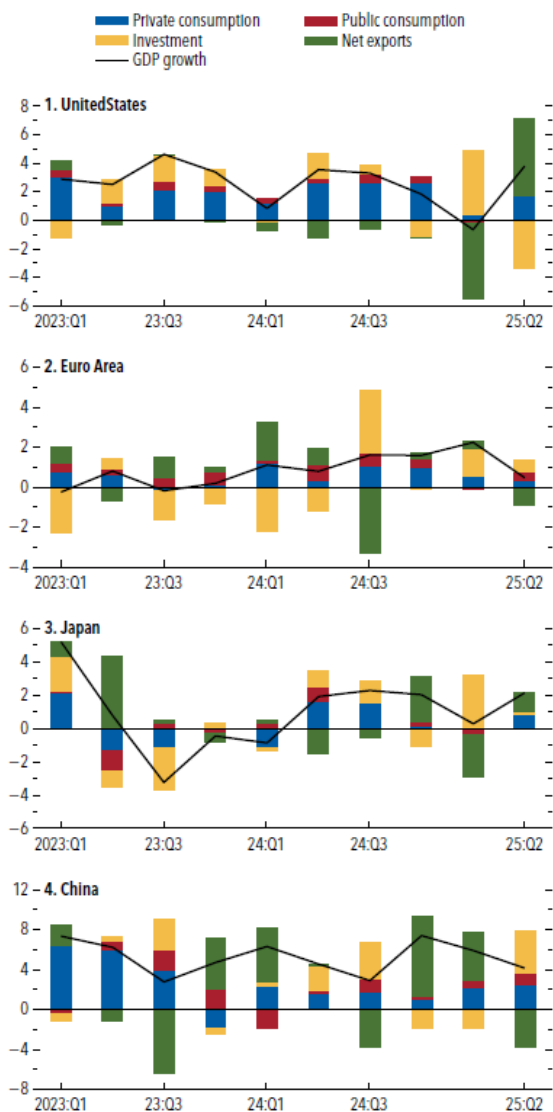 Private consumption Public consumption
Investment Net exports
GDP growth
8
1. UnitedStates
6
4
2
0
−2
−4
−6
2023:Q1 23:Q3 24:Q1 24:Q3 25:Q2
6
2. Euro Area
4
2
0
−2
−4
2023:Q1 23:Q3 24:Q1 24:Q3 25:Q2
6
3. Japan
4
2
0
−2
−4
−6
2023:Q1 23:Q3 24:Q1 24:Q3 25:Q2
12
4. China
8
4
0
−4
−8
2023:Q1 23:Q3 24:Q1 24:Q3 25:Q2